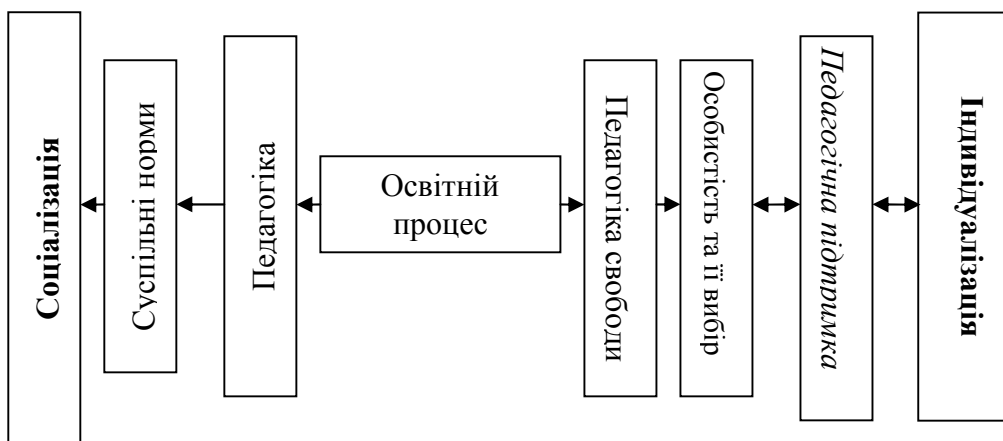 Соціалізація
Суспільні норми
Педагогіка
Освітній
процес
Педагогіка свободи
Особистість та її вибір
Педагогічна підтримка
Індивідуалізація